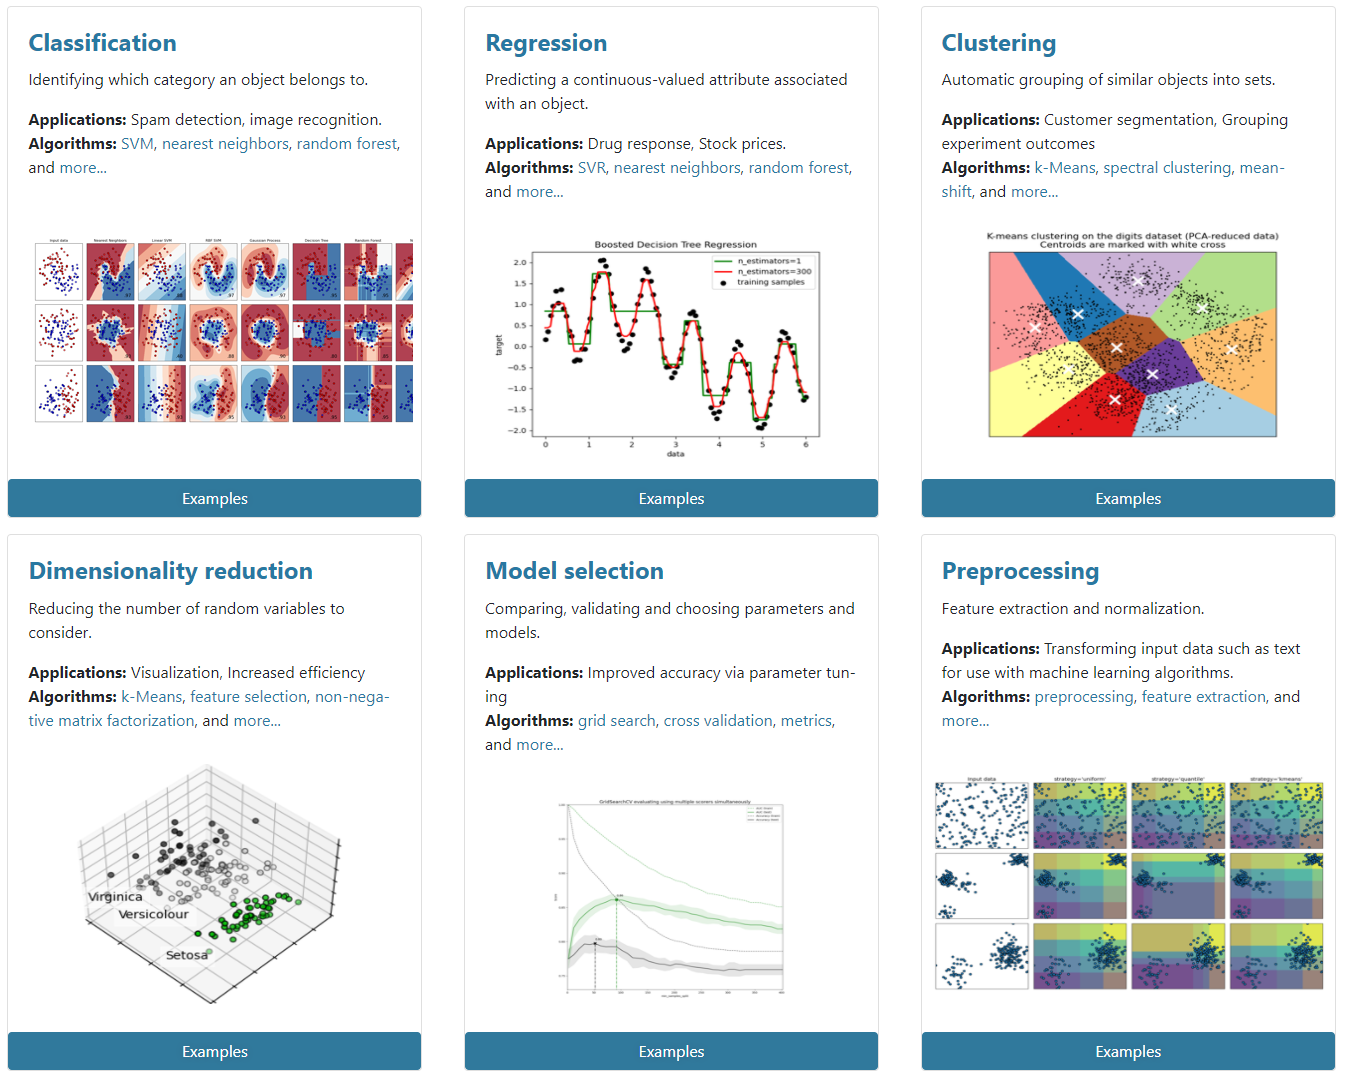 Classification
Identifying which category an object belongs to.
Applications: Spam detection, image recognition.
Algorithms: SVM, nearest neighbors, random forest,
and more...
Input data
Nearest Neighbors
Linear SVM
RBF SVM
Gaussian Process
Decision Tree
Random Forest
Examples
Regression
Predicting a continuous-valued attribute associated
with an object.
Applications: Drug response, Stock prices.
Algorithms: SVR, nearest neighbors, random forest,
and more...
Boosted Decision Tree Regression
n_estimators=1
n_estimators=300
training samples
target
2.0
1.5
1.0
0.5
0.0
−0.5
−1.0
−1.5
−2.0
0 1 2 3 4 5 6
data
Examples
Clustering
Automatic grouping of similar objects into sets.
Applications: Customer segmentation, Grouping
experiment outcomes
Algorithms: k-Means, spectral clustering, mean-
shift, and more...
K-means clustering on the digits dataset (PCA-reduced data)
Centroids are marked with white cross
Examples
Dimensionality reduction
Reducing the number of random variables to
consider.
Applications: Visualization, Increased efficiency
Algorithms: k-Means, feature selection, non-nega-
tive matrix factorization, and more...
Virginica
Versicolour
Setosa
Examples
Model selection
Comparing, validating and choosing parameters and
models.
Applications: Improved accuracy via parameter tun-
ing
Algorithms: grid search, cross validation, metrics,
and more...
GridSearchCV evaluating using multiple scorers simultaneously
Examples
Preprocessing
Feature extraction and normalization.
Applications: Transforming input data such as text
for use with machine learning algorithms.
Algorithms: preprocessing, feature extraction, and
more...
Input data
strategy='uniform'
strategy='quantile'
strategy='kmeans'
Examples